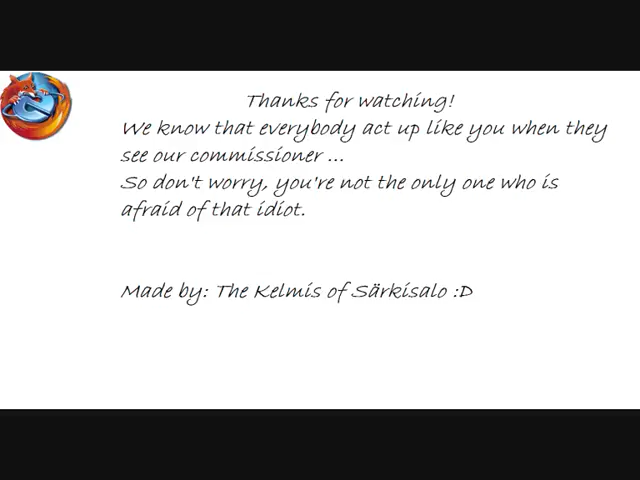 Thanks for watching!
We know that everybody act up like you when they
see our commissioner ...
So don't worry, you're not the only one who is
afraid of that idiot.
Made by: The Kelmis of Särkisalo :D